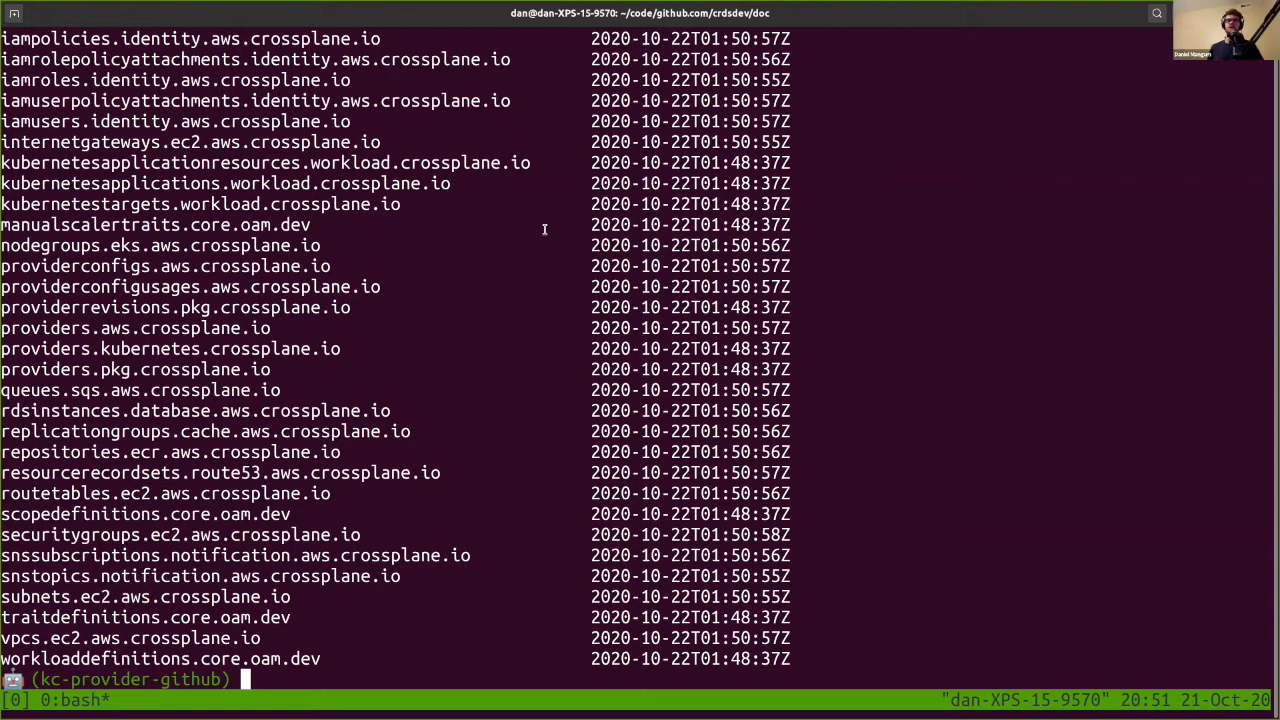 dan@dan-XPS-15-9570: ~/code/github.com/crdsdev/doc
Daniel Mangum
iampolicies.identity.aws.crossplane.io 2020-10-22T01:50:57Z
iamrolepolicyattachments.identity.aws.crossplane.io 2020-10-22T01:50:56Z
iamroles.identity.aws.crossplane.io 2020-10-22T01:50:55Z
iamuserpolicyattachments.identity.aws.crossplane.io 2020-10-22T01:50:57Z
iamusers.identity.aws.crossplane.io 2020-10-22T01:50:57Z
internetgateways.ec2.aws.crossplane.io 2020-10-22T01:50:55Z
kubernetesapplicationresources.workload.crossplane.io 2020-10-22T01:48:37Z
kubernetesapplications.workload.crossplane.io 2020-10-22T01:48:37Z
kubernetestargets.workload.crossplane.io 2020-10-22T01:48:37Z
manualscalertraits.core.oam.dev 2020-10-22T01:48:37Z
nodegroups.eks.aws.crossplane.io 2020-10-22T01:50:56Z
providerconfigs.aws.crossplane.io 2020-10-22T01:50:57Z
providerconfigusages.aws.crossplane.io 2020-10-22T01:50:57Z
providerrevisions.pkg.crossplane.io 2020-10-22T01:48:37Z
providers.aws.crossplane.io 2020-10-22T01:50:57Z
providers.kubernetes.crossplane.io 2020-10-22T01:48:37Z
providers.pkg.crossplane.io 2020-10-22T01:48:37Z
queues.sqs.aws.crossplane.io 2020-10-22T01:50:57Z
rdsinstances.database.aws.crossplane.io 2020-10-22T01:50:56Z
replicationgroups.cache.aws.crossplane.io 2020-10-22T01:50:56Z
repositories.ecr.aws.crossplane.io 2020-10-22T01:50:56Z
resourcerecordsets.route53.aws.crossplane.io 2020-10-22T01:50:57Z
routetables.ec2.aws.crossplane.io 2020-10-22T01:50:56Z
scopedefinitions.core.oam.dev 2020-10-22T01:48:37Z
securitygroups.ec2.aws.crossplane.io 2020-10-22T01:50:58Z
snssubscriptions.notification.aws.crossplane.io 2020-10-22T01:50:56Z
snstopics.notification.aws.crossplane.io 2020-10-22T01:50:55Z
subnets.ec2.aws.crossplane.io 2020-10-22T01:50:55Z
traitdefinitions.core.oam.dev 2020-10-22T01:48:37Z
vpcs.ec2.aws.crossplane.io 2020-10-22T01:50:57Z
workloaddefinitions.core.oam.dev 2020-10-22T01:48:37Z
(kc-provider-github)
[0] 0:bash* "dan-XPS-15-9570" 20:51 21-Oct-20